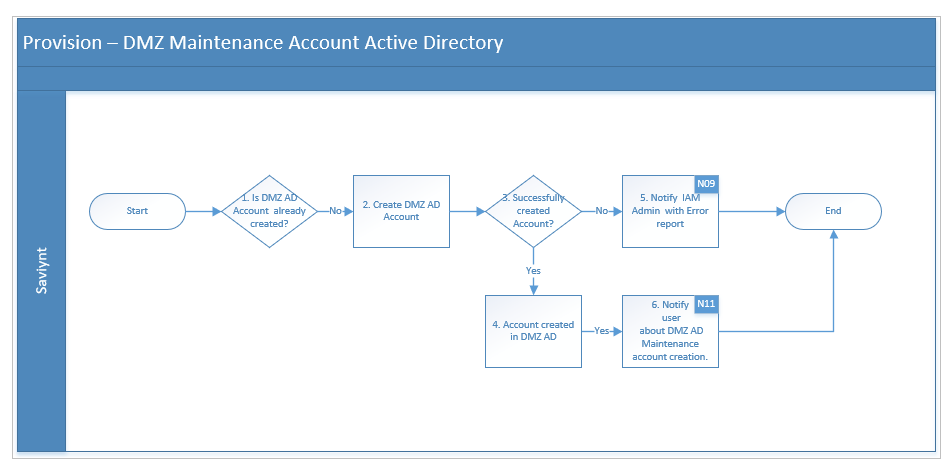 Provision – DMZ Maintenance Account Active Directory
Saviynt
Start
1. Is DMZ AD
Account already
created?
No
2. Create DMZ AD
Account
3. Successfully
created
Account?
No
N09
5. Notify IAM
Admin with Error
report
End
Yes
4. Account created
in DMZ AD
Yes
N11
6. Notify
user
about DMZ AD
Maintenance
account creation.